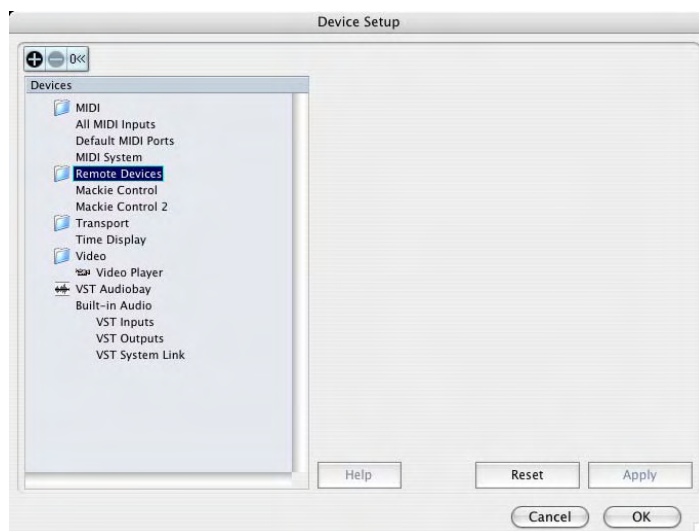 Device Setup
0<<
Devices
MIDI
All MIDI Inputs
Default MIDI Ports
MIDI System
Remote Devices
Mackie Control
Mackie Control 2
Transport
Time Display
Video
Video Player
VST Audiobay
Built-in Audio
VST Inputs
VST Outputs
VST System Link
Help
Reset
Apply
Cancel
OK